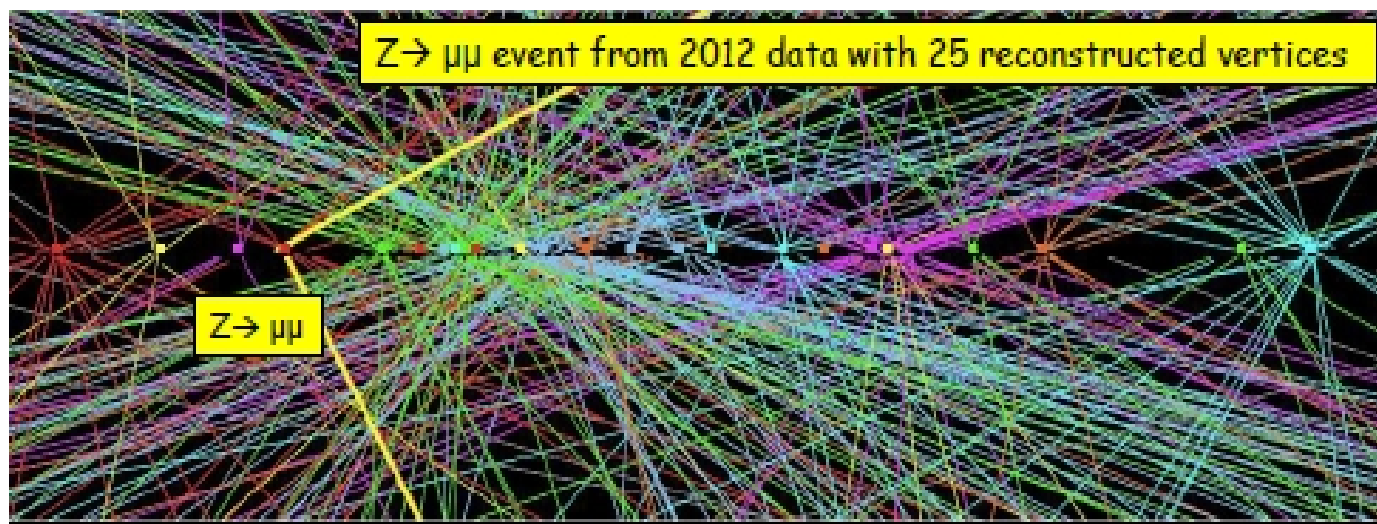 Z→ μμ event from 2012 data with 25 reconstructed vertices
Z→ μμ